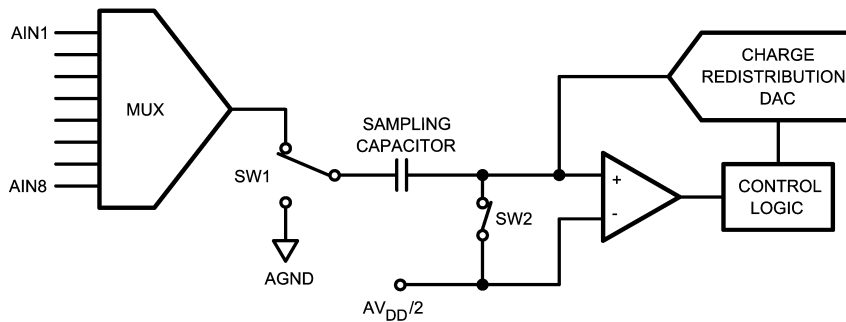 AIN1
MUX
AIN8
SW1
AGND
SAMPLING
CAPACITOR
SW2
AVDD/2
+
-
CHARGE
REDISTRIBUTION
DAC
CONTROL
LOGIC